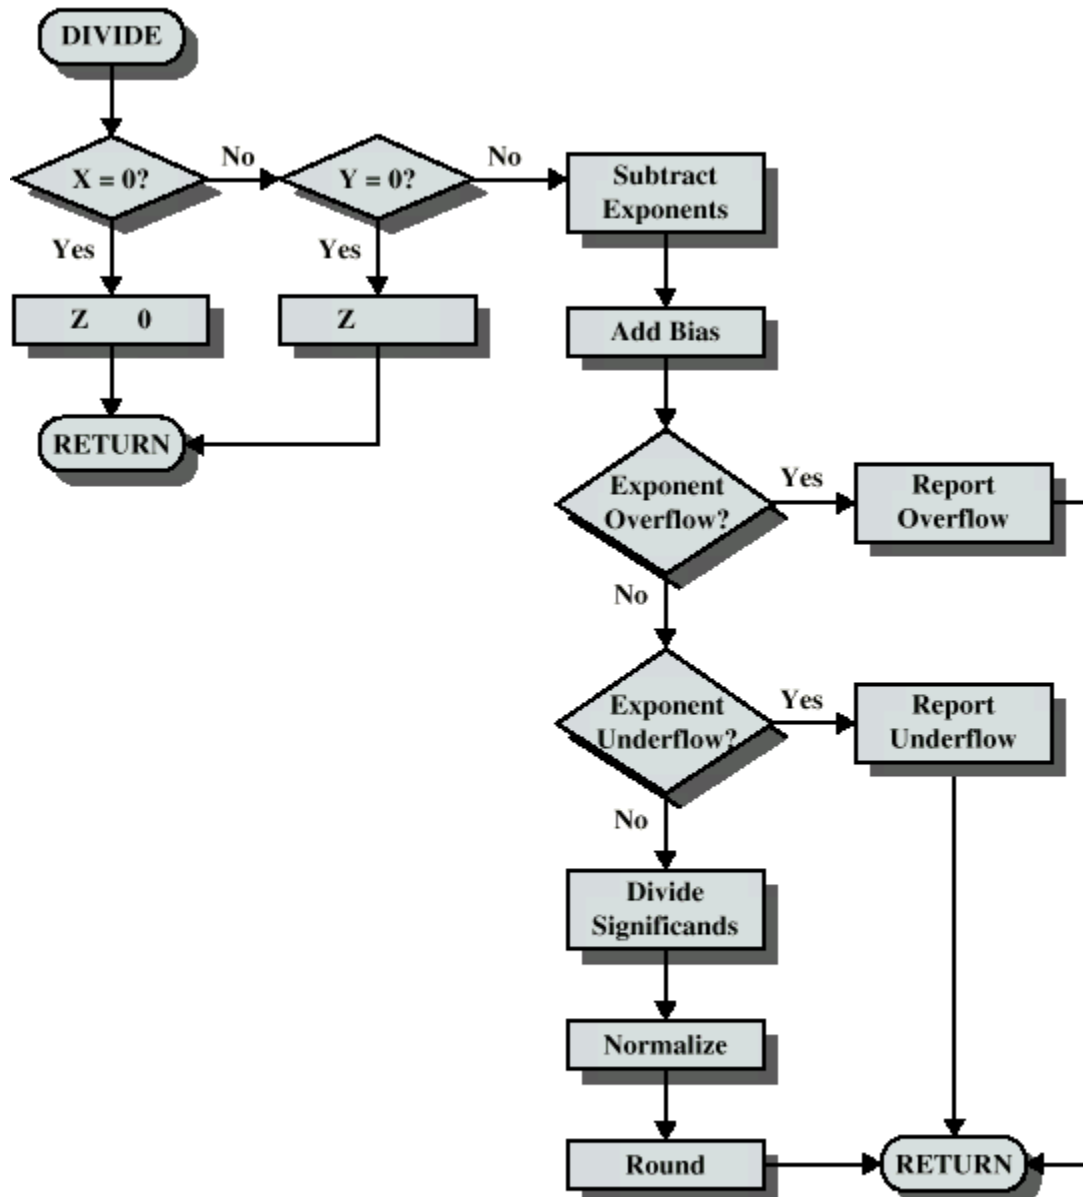 DIVIDE
X = 0?
No
Y = 0?
No
Subtract
Exponents
Yes
Yes
Z 0
Z
Add Bias
RETURN
Exponent
Overflow?
Yes
Report
Overflow
No
Exponent
Underflow?
Yes
Report
Underflow
No
Divide
Significands
Normalize
Round
RETURN